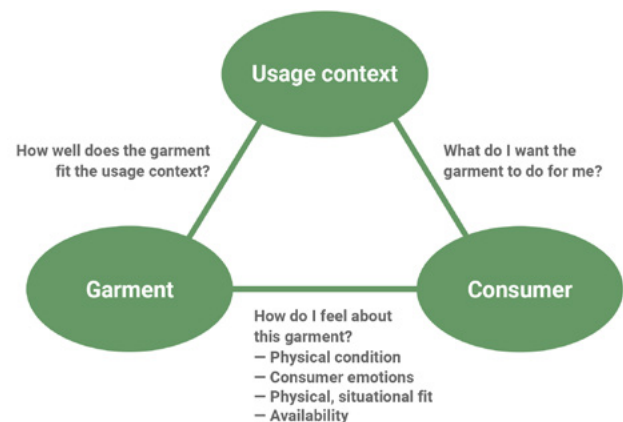 Usage context
How well does the garment
fit the usage context?
What do I want the
garment to do for me?
Garment
Consumer
How do I feel about
this garment?
— Physical condition
— Consumer emotions
— Physical, situational fit
— Availability